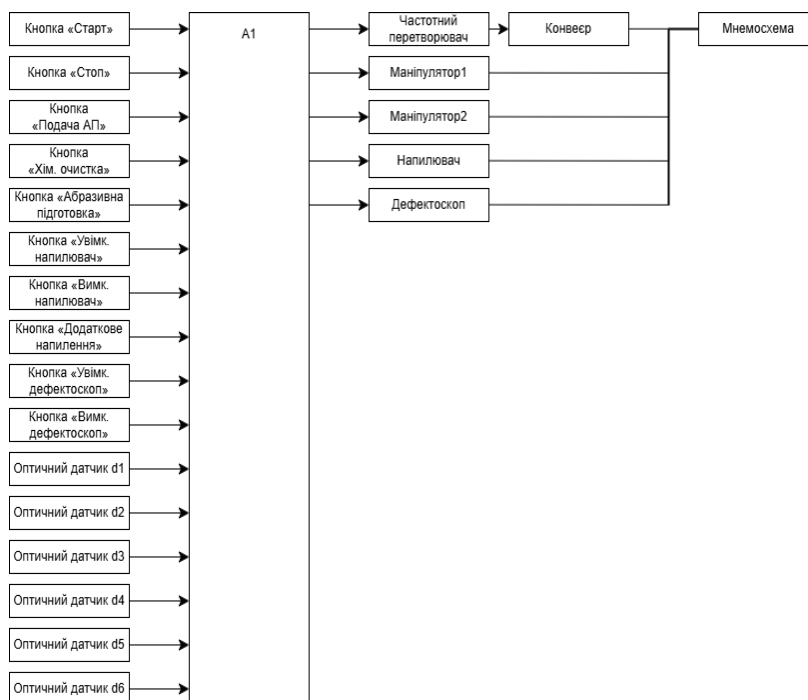 Кнопка «Старт»
А1
Частотний
перетворювач
Конвеєр
Мнемосхема
Кнопка «Стоп»
Маніпулятор1
Кнопка
«Подача АП»
Маніпулятор2
Кнопка
«Хім. очистка»
Напилювач
Кнопка «Абразивна
підготовка»
Дефектоскоп
Кнопка «Увімк.
напилювач»
Кнопка «Вимк.
напилювач»
Кнопка «Додаткове
напилення»
Кнопка «Увімк.
дефектоскоп»
Кнопка «Вимк.
дефектоскоп»
Оптичний датчик d1
Оптичний датчик d2
Оптичний датчик d3
Оптичний датчик d4
Оптичний датчик d5
Оптичний датчик d6